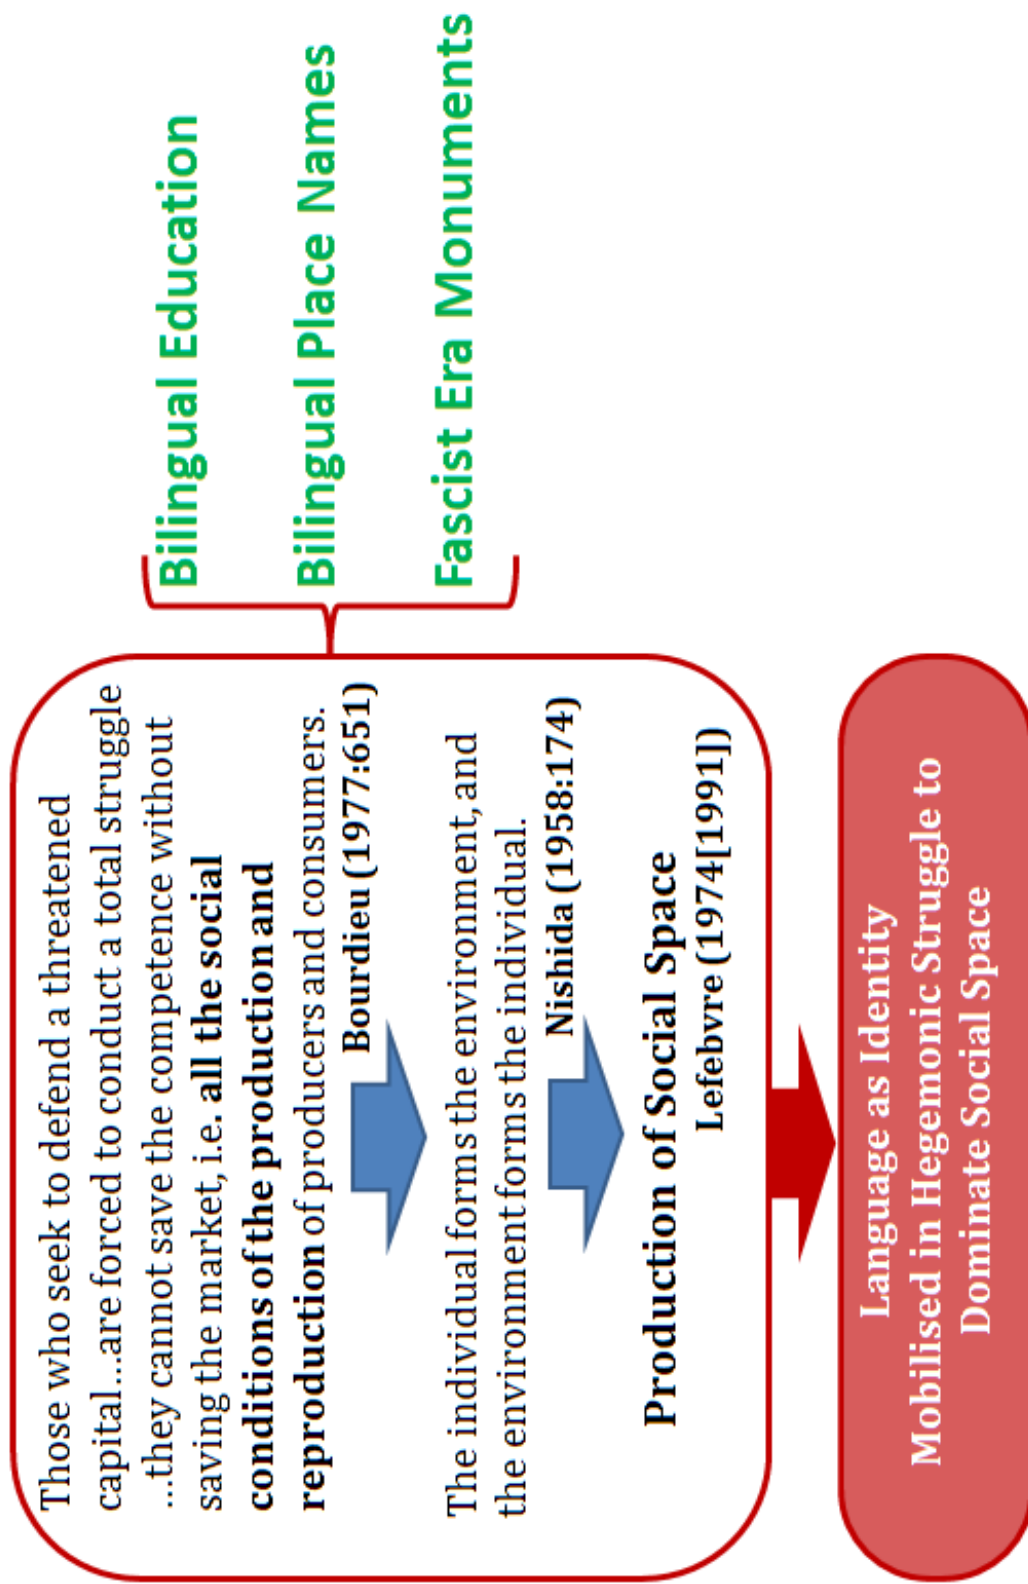 Those who seek to defend a threatened
capital...are forced to conduct a total struggle
...they cannot save the competence without
saving the market, i.e. all the social
conditions of the production and
reproduction of producers and consumers.
Bourdieu (1977:651)
The individual forms the environment, and
the environment forms the individual.
Nishida (1958:174)
Production of Social Space
Lefebvre (1974[1991])
Bilingual Education
Bilingual Place Names
Fascist Era Monuments
Language as Identity
Mobilised in Hegemonic Struggle to
Dominate Social Space